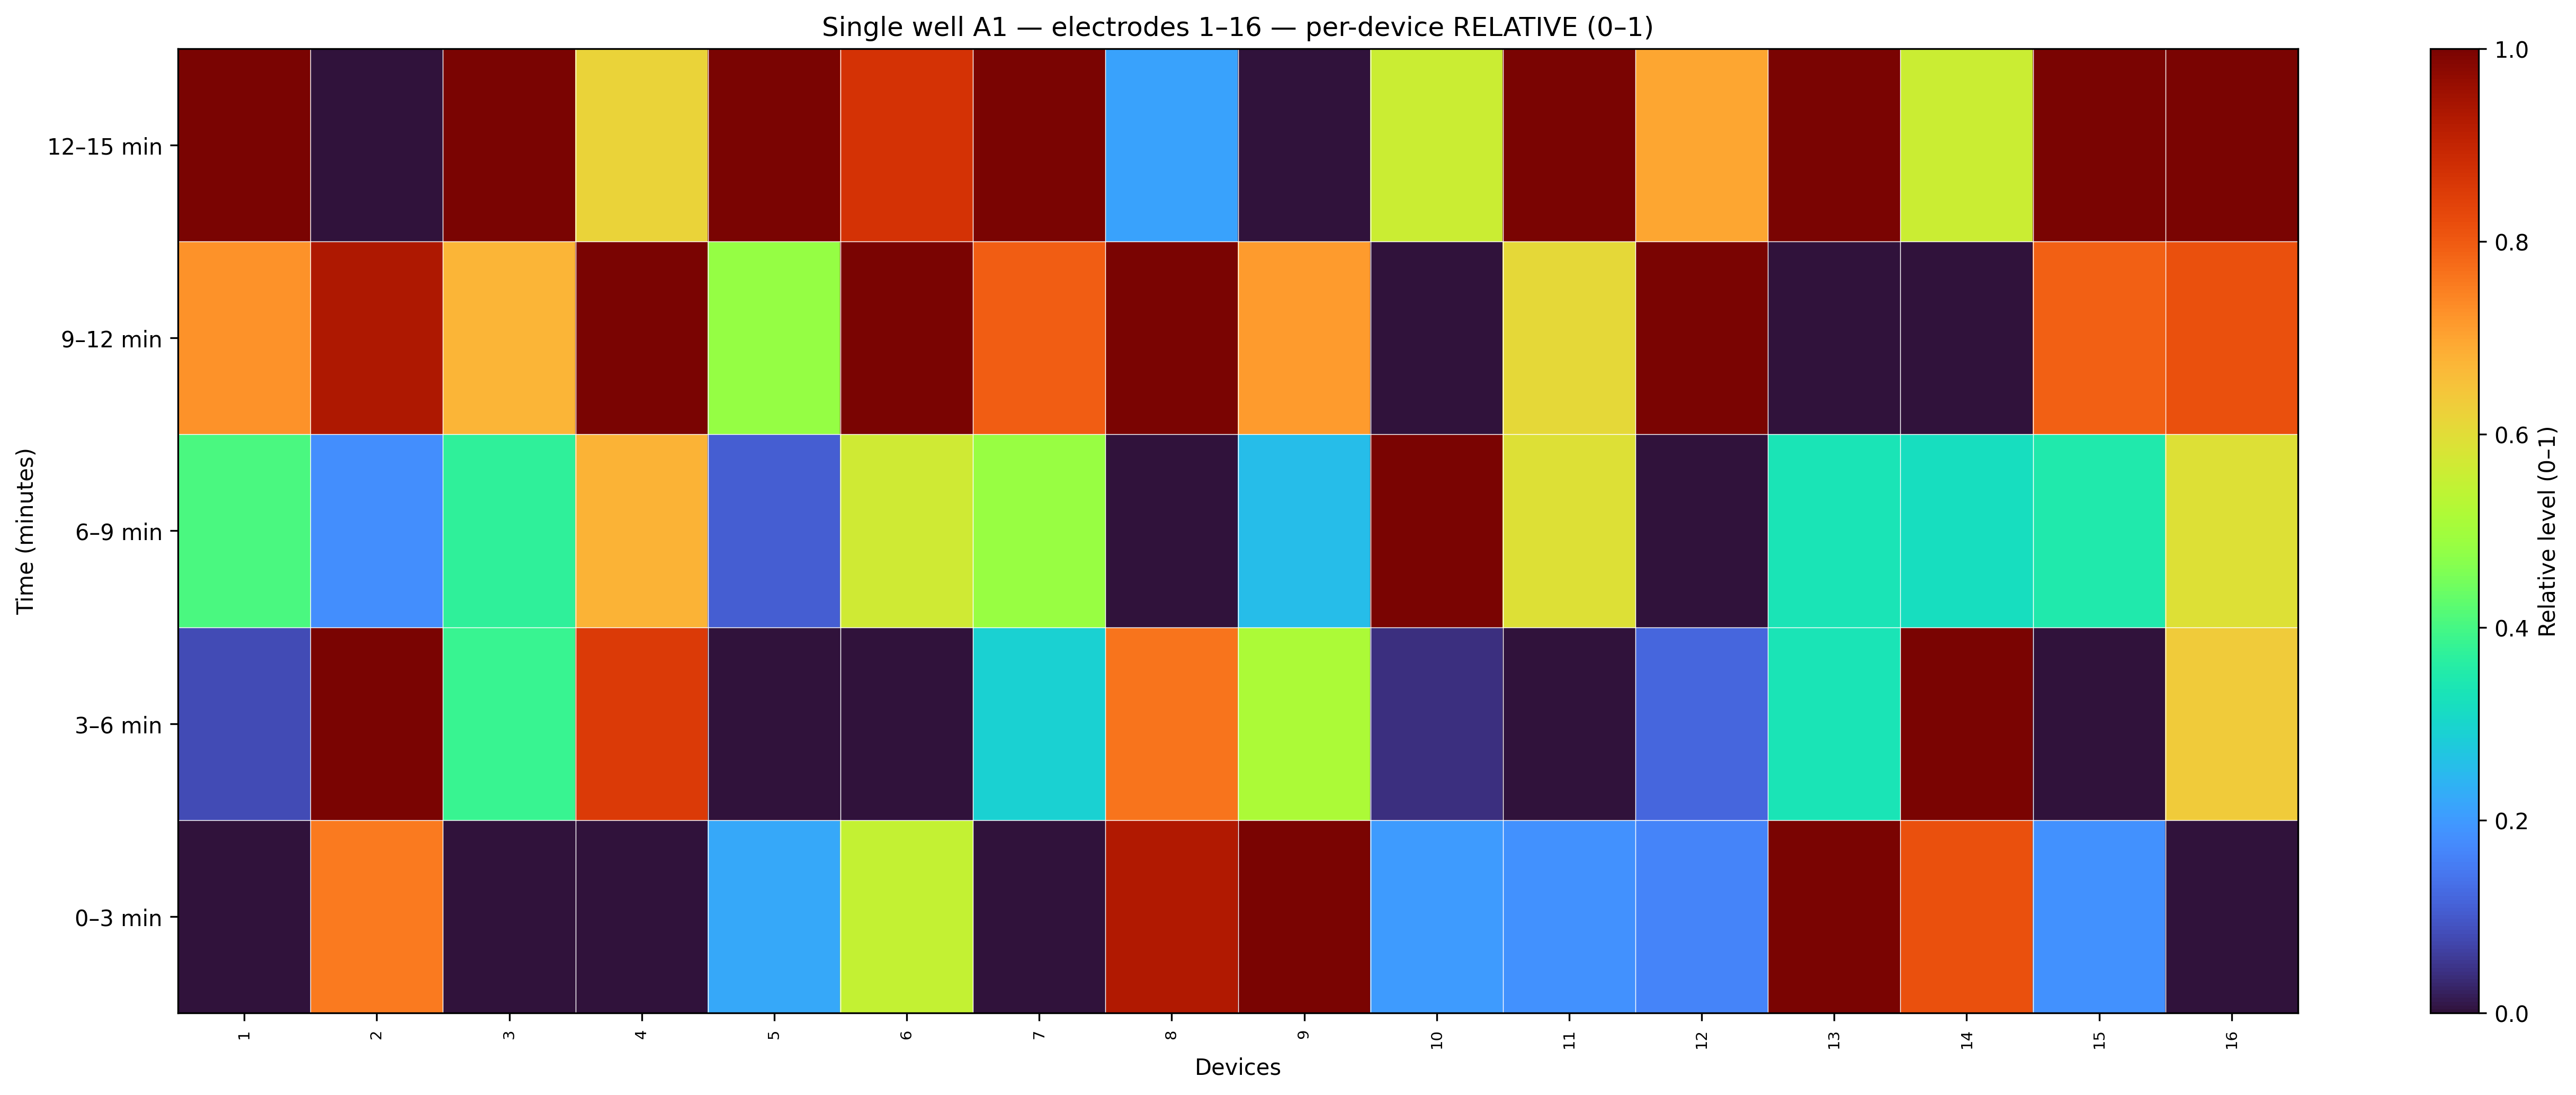 Single well A1 — electrodes 1–16 — per-device RELATIVE (0–1)
Time (minutes)
12–15 min
9–12 min
6–9 min
3–6 min
0–3 min
1 2 3 4 5 6 7 8 9 10 11 12 13 14 15 16
Devices
1.0
0.8
0.6
0.4
0.2
0.0
Relative level (0–1)